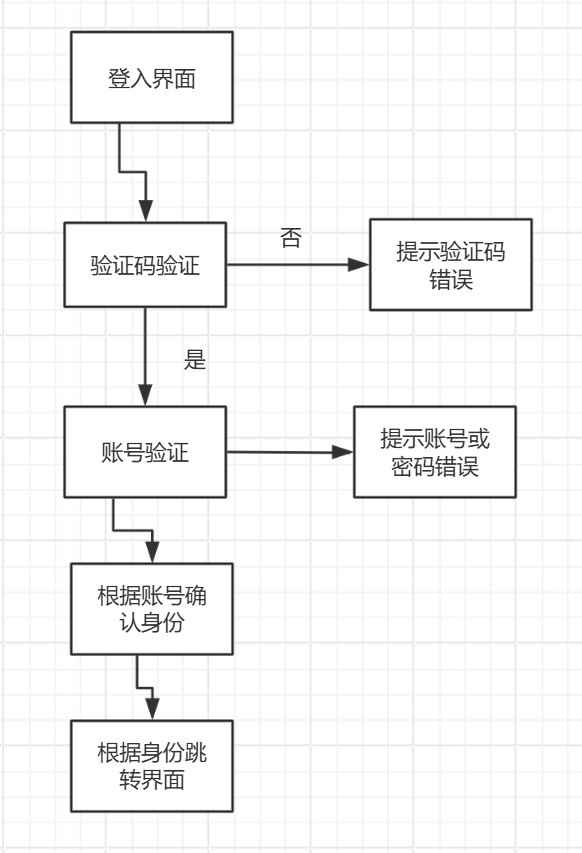 登入界面
否
验证码验证
提示验证码
错误
是
账号验证
提示账号或
密码错误
根据账号确
认身份
根据身份跳
转界面